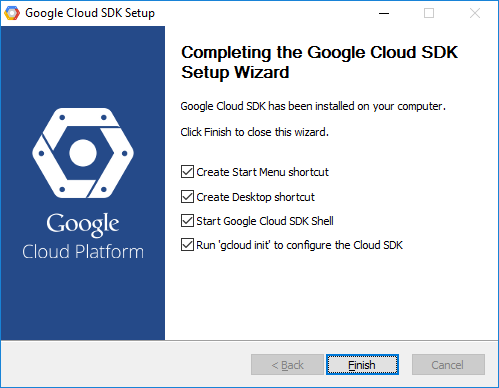 Google Cloud SDK Setup
Completing the Google Cloud SDK
Setup Wizard
Google Cloud SDK has been installed on your computer.
Click Finish to close this wizard.
Create Start Menu shortcut
Create Desktop shortcut
Start Google Cloud SDK Shell
Run 'gcloud init' to configure the Cloud SDK
Google
Cloud Platform
< Back
Finish
Cancel